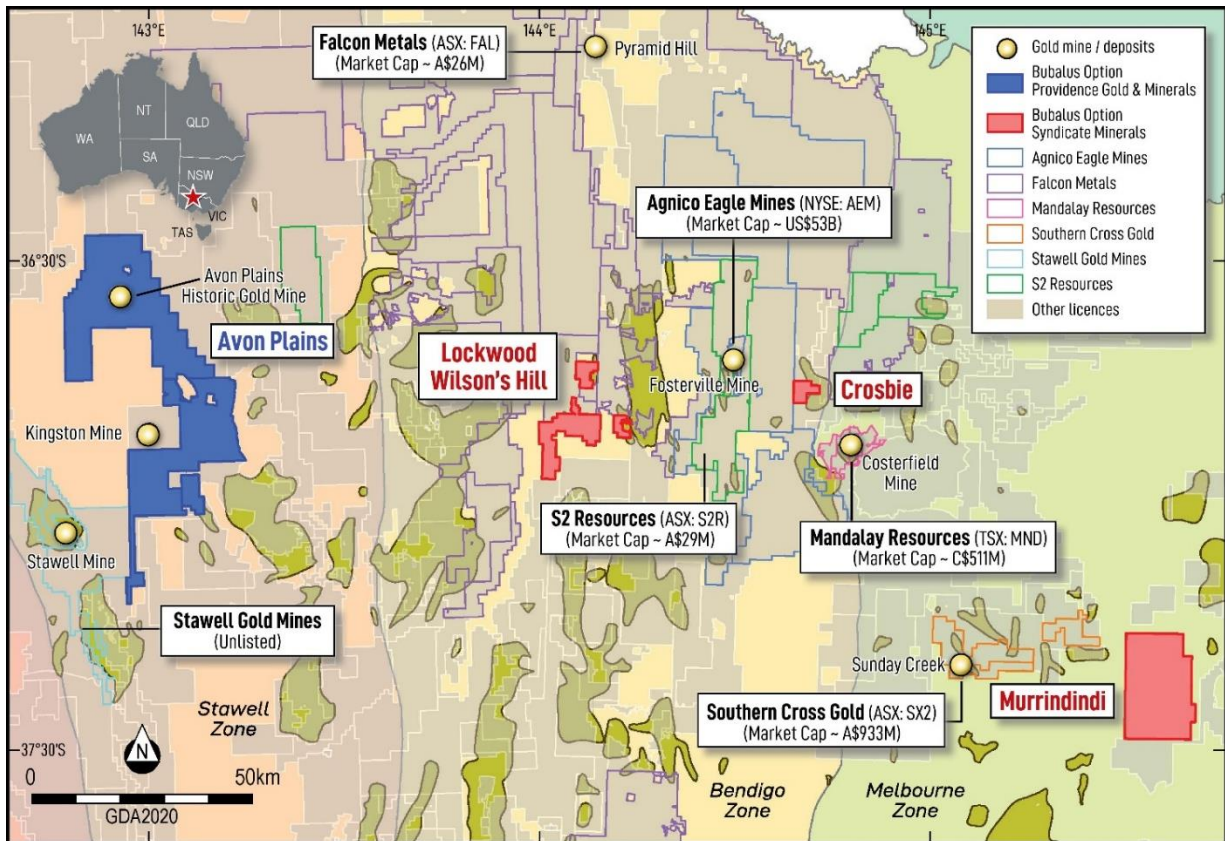 143°E
144°E
145°E
Falcon Metals (ASX: FAL)
(Market Cap ~ A$26M)
Pyramid Hill
Gold mine / deposits
Bubalus Option
Providence Gold & Minerals
Bubalus Option
Syndicate Minerals
Agnico Eagle Mines
Falcon Metals
Mandalay Resources
Southern Cross Gold
Stawell Gold Mines
S2 Resources
Other licences
NT
QLD
WA
SA
NSW
VIC
TAS
Agnico Eagle Mines (NYSE: AEM)
(Market Cap ~ US$53B)
36°30'S
Avon Plains
Historic Gold Mine
Avon Plains
Lockwood
Wilson's Hill
Fosterville Mine
Crosbie
Kingston Mine
Costerfield
Mine
S2 Resources (ASX: S2R)
(Market Cap ~ A$29M)
Mandalay Resources (TSX: MND)
(Market Cap ~ C$511M)
Stawell Mine
Stawell Gold Mines
(Unlisted)
Sunday Creek
Murrindindi
Stawell
Zone
Southern Cross Gold (ASX: SX2)
(Market Cap ~ A$933M)
37°30'S
N
0
50km
GDA2020
Bendigo
Zone
Melbourne
Zone